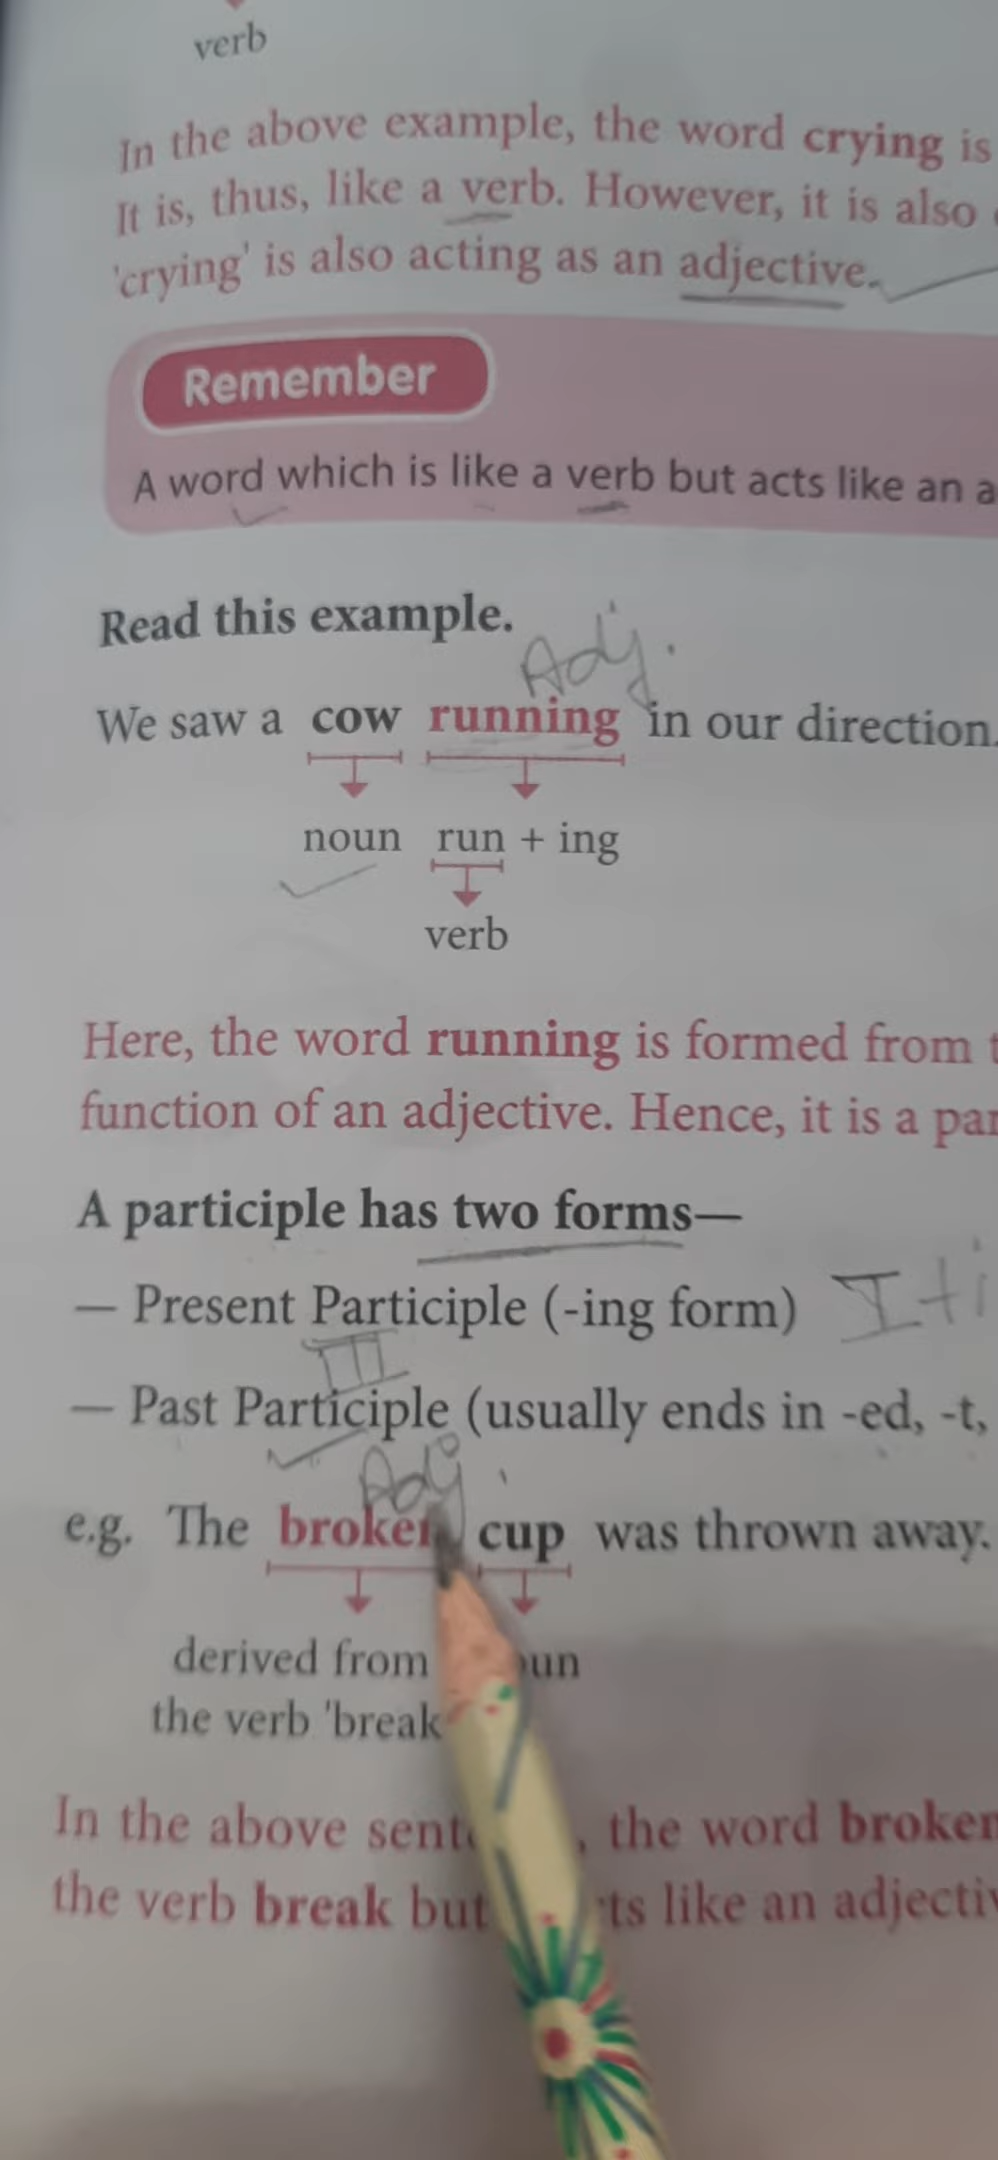 verb
In the above example, the word crying is
It is, thus, like a verb. However, it is also
'crying' is also acting as an adjective.
Remember
A word which is like a verb but acts like an a
Read this example.
Adj.
We saw a cow running in our direction.
noun run + ing
verb
Here, the word running is formed from t
function of an adjective. Hence, it is a par
A participle has two forms—
— Present Participle (-ing form) I + i
III
— Past Participle (usually ends in -ed, -t,
Adj.
e.g. The broken cup was thrown away.
derived from
the verb 'break
In the above the word broken
the verb break but like an adjectiv